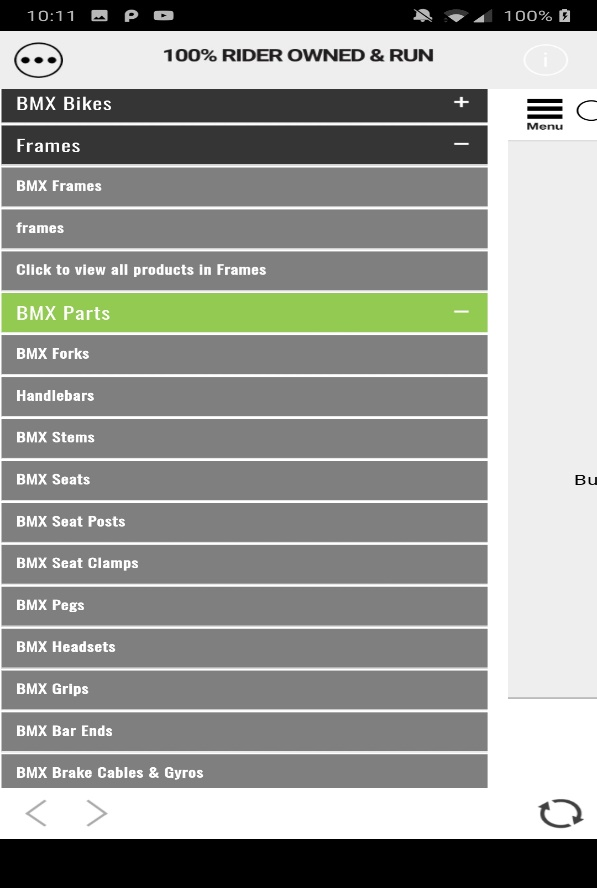 10:11
100%
100% RIDER OWNED & RUN
BMX Bikes
Menu
Frames
BMX Frames
frames
Click to view all products in Frames
BMX Parts
BMX Forks
Handlebars
BMX Stems
BMX Seats
Bu
BMX Seat Posts
BMX Seat Clamps
BMX Pegs
BMX Headsets
BMX Grips
BMX Bar Ends
BMX Brake Cables & Gyros